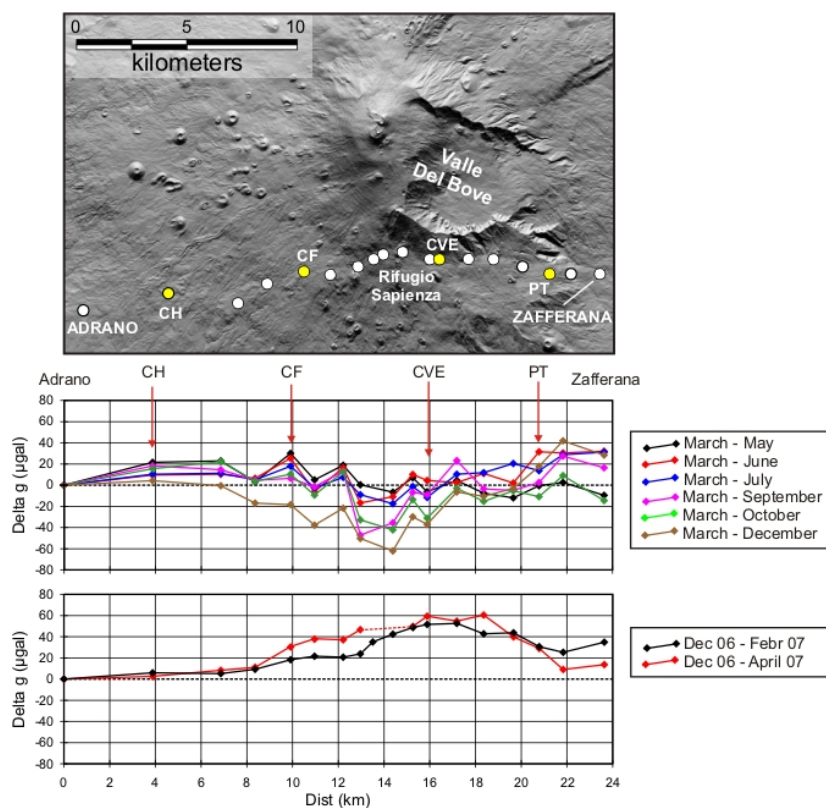 0 5 10
kilometers
Valle
Del Bove
CF
CVE
Rifugio
Sapienza
CH
PT
ADRANO
ZAFFERANA
Adrano CH CF CVE PT Zafferana
80
60
40
20
0
-20
-40
-60
-80
Delta g (μgal)
March - May
March - June
March - July
March - September
March - October
March - December
80
60
40
20
0
-20
-40
-60
-80
Delta g (μgal)
Dec 06 - Febr 07
Dec 06 - April 07
0 2 4 6 8 10 12 14 16 18 20 22 24
Dist (km)